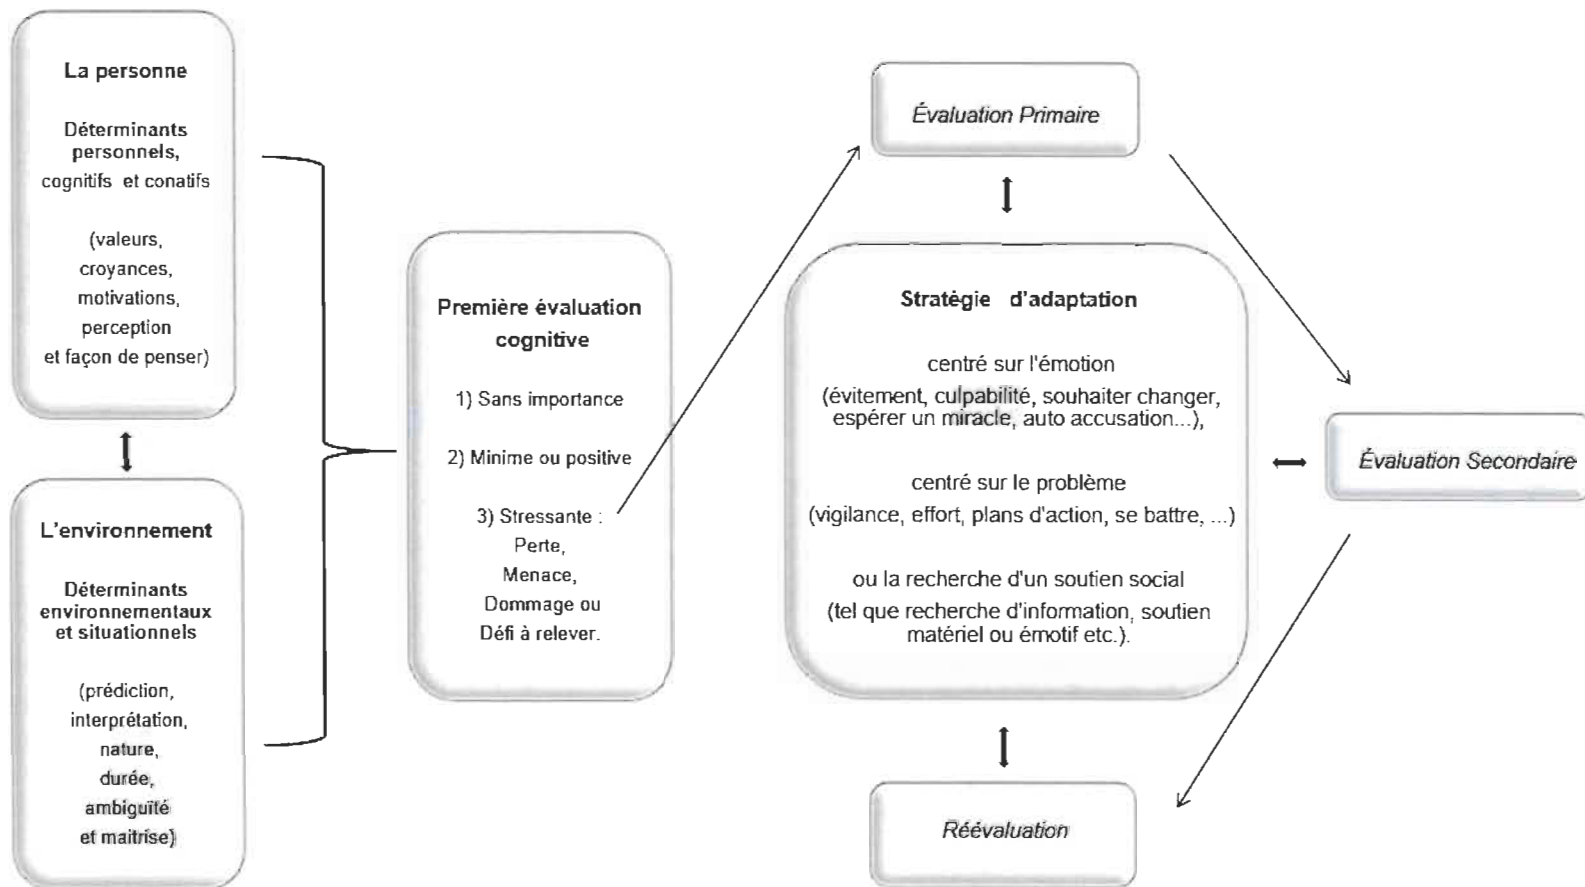 La personne
Déterminants
personnels,
cognitifs et conatifs
(valeurs,
croyances,
motivations,
perception
et façon de penser)
L'environnement
Déterminants
environnementaux
et situationnels
(prédiction,
interprétation,
nature,
durée,
ambiguïté
et maitrise)
Première évaluation
cognitive
1) Sans importance
2) Minime ou positive
3) Stressante :
Perte,
Menace,
Dommage ou
Défi à relever.
Évaluation Primaire
Stratégie d'adaptation
centré sur l'émotion
(évitement, culpabilité, souhaiter changer,
espérer un miracle, auto accusation...),
centré sur le problème
(vigilance, effort, plans d'action, se battre, ...)
ou la recherche d'un soutien social
(tel que recherche d'information, soutien
matériel ou émotif etc.).
Évaluation Secondaire
Réévaluation